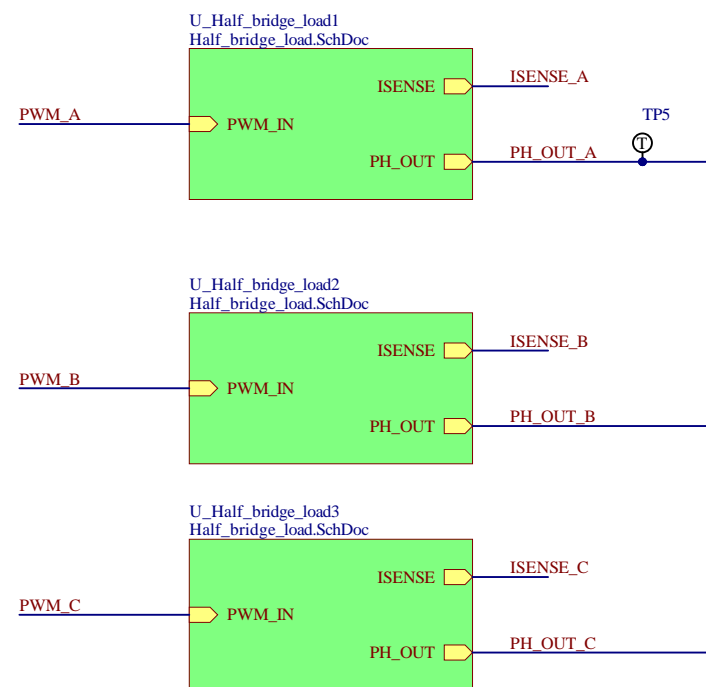 U_Half_bridge_load1
Half_bridge_load.SchDoc
ISENSE
ISENSE_A
PWM_A
PWM_IN
TP5
T
PH_OUT
PH_OUT_A
U_Half_bridge_load2
Half_bridge_load.SchDoc
ISENSE
ISENSE_B
PWM_B
PWM_IN
PH_OUT
PH_OUT_B
U_Half_bridge_load3
Half_bridge_load.SchDoc
ISENSE
ISENSE_C
PWM_C
PWM_IN
PH_OUT
PH_OUT_C